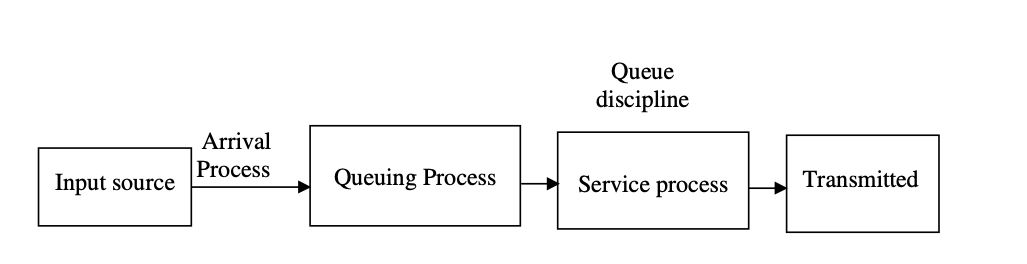 Queue
discipline
Arrival
Process
Input source
Queuing Process
Service process
Transmitted